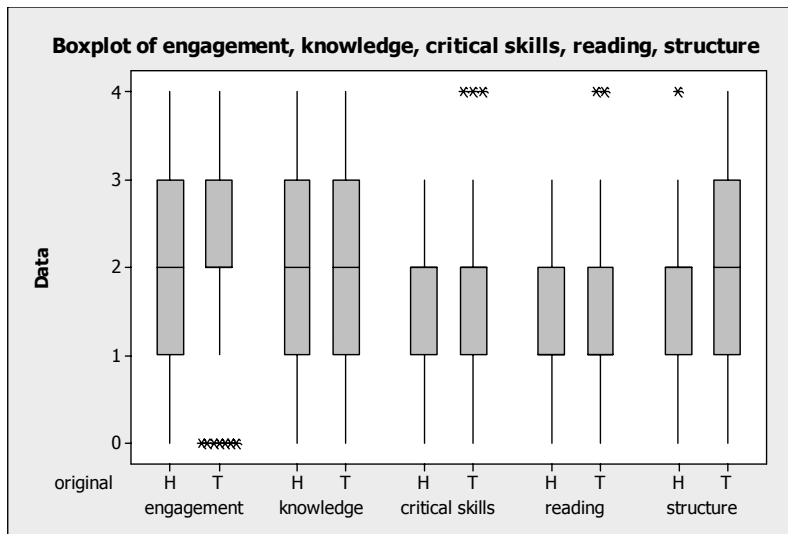 Boxplot of engagement, knowledge, critical skills, reading, structure
4
3
2
1
0
Data
original H T H T H T H T H T
engagement knowledge critical skills reading structure